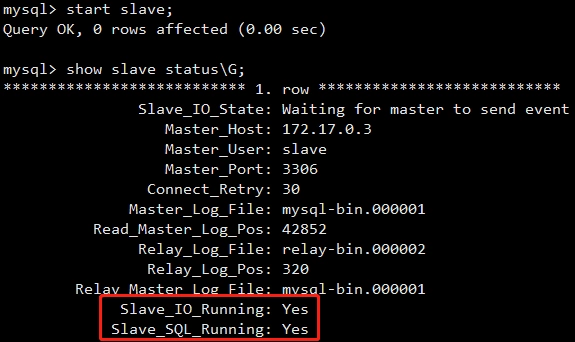 mysql> start slave;
Query OK, 0 rows affected (0.00 sec)
mysql> show slave status\G;
*************************** 1. row ***************************
Slave_IO_State: Waiting for master to send event
Master_Host: 172.17.0.3
Master_User: slave
Master_Port: 3306
Connect_Retry: 30
Master_Log_File: mysql-bin.000001
Read_Master_Log_Pos: 42852
Relay_Log_File: relay-bin.000002
Relay_Log_Pos: 320
Relay_Master_Log_File: mysql-bin.000001
Slave_IO_Running: Yes
Slave_SQL_Running: Yes